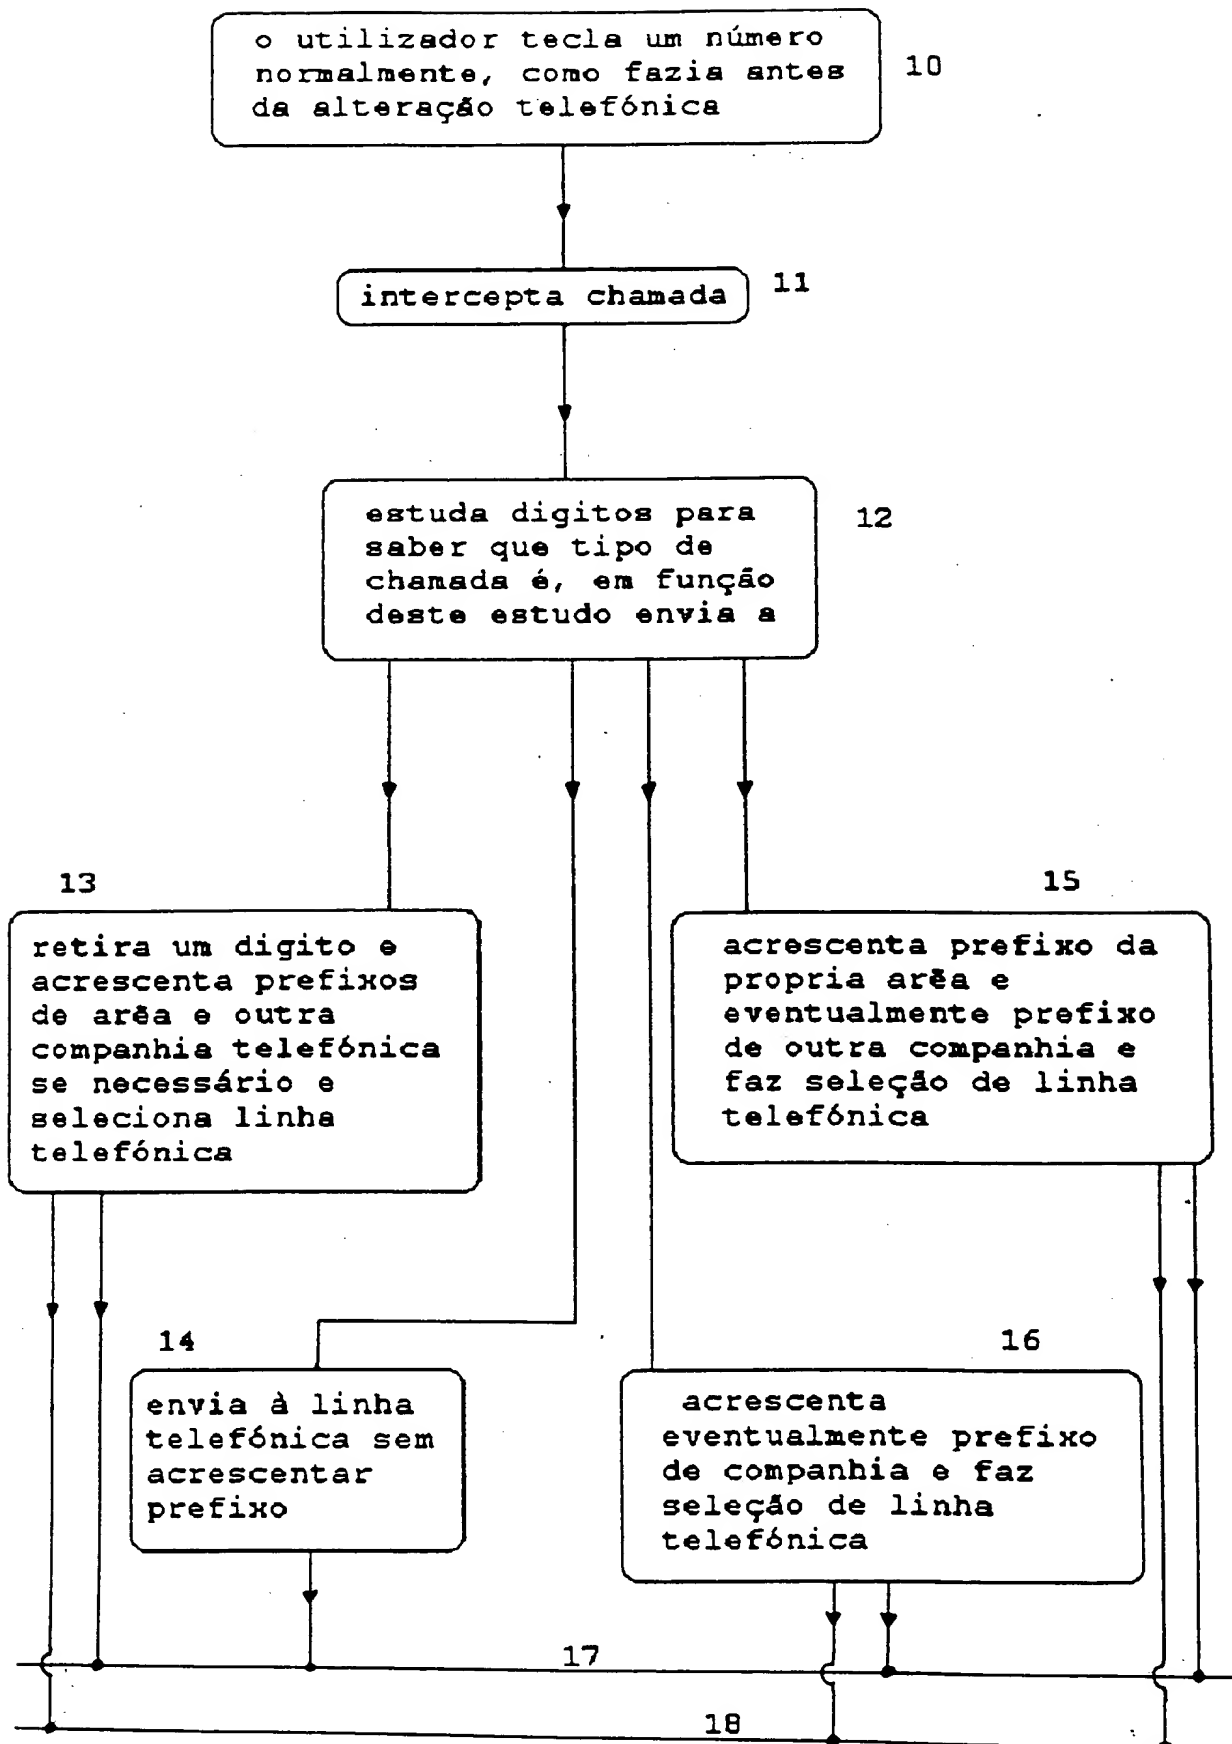 o utilizador tecla um número
normalmente, como fazia antes
da alteração telefónica
10
intercepta chamada
11
estuda digitos para
saber que tipo de
chamada é, em função
deste estudo envia a
12
13
retira um digito e
acrescenta prefixos
de arêa e outra
companhia telefónica
se necessário e
seleciona linha
telefónica
15
acrescenta prefixo da
propria arêa e
eventualmente prefixo
de outra companhia e
faz seleção de linha
telefónica
14
envia à linha
telefónica sem
acrescentar
prefixo
16
acrescenta
eventualmente prefixo
de companhia e faz
seleção de linha
telefónica
17
18